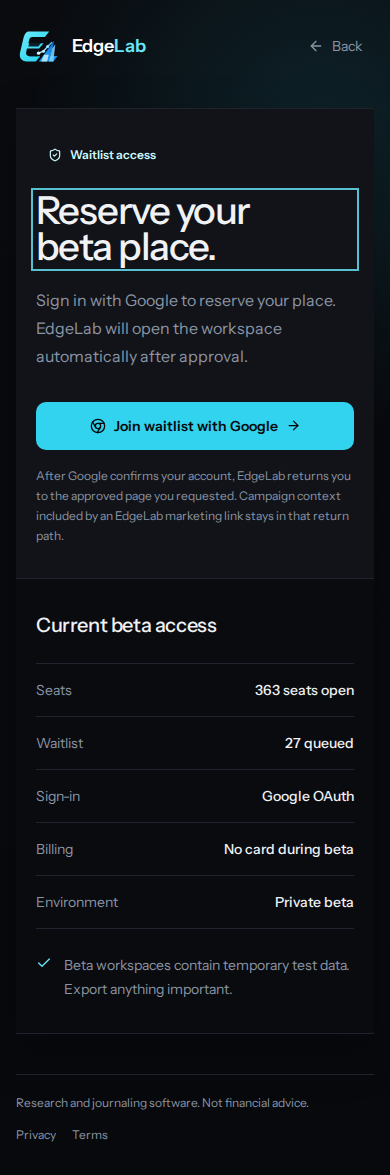 EdgeLab
Back
Waitlist access
Reserve your
beta place.
Sign in with Google to reserve your place.
EdgeLab will open the workspace
automatically after approval.
Join waitlist with Google
After Google confirms your account, EdgeLab returns you
to the approved page you requested. Campaign context
included by an EdgeLab marketing link stays in that return
path.
Current beta access
Seats 363 seats open
Waitlist 27 queued
Sign-in Google OAuth
Billing No card during beta
Environment Private beta
Beta workspaces contain temporary test data.
Export anything important.
Research and journaling software. Not financial advice.
Privacy Terms